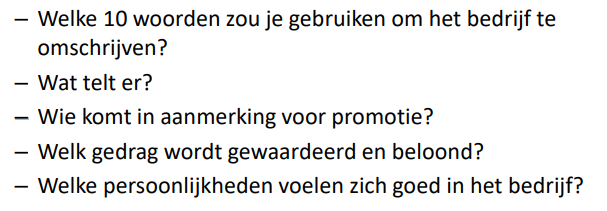 – Welke 10 woorden zou je gebruiken om het bedrijf te
omschrijven?
– Wat telt er?
– Wie komt in aanmerking voor promotie?
– Welk gedrag wordt gewaardeerd en beloond?
– Welke persoonlijkheden voelen zich goed in het bedrijf?